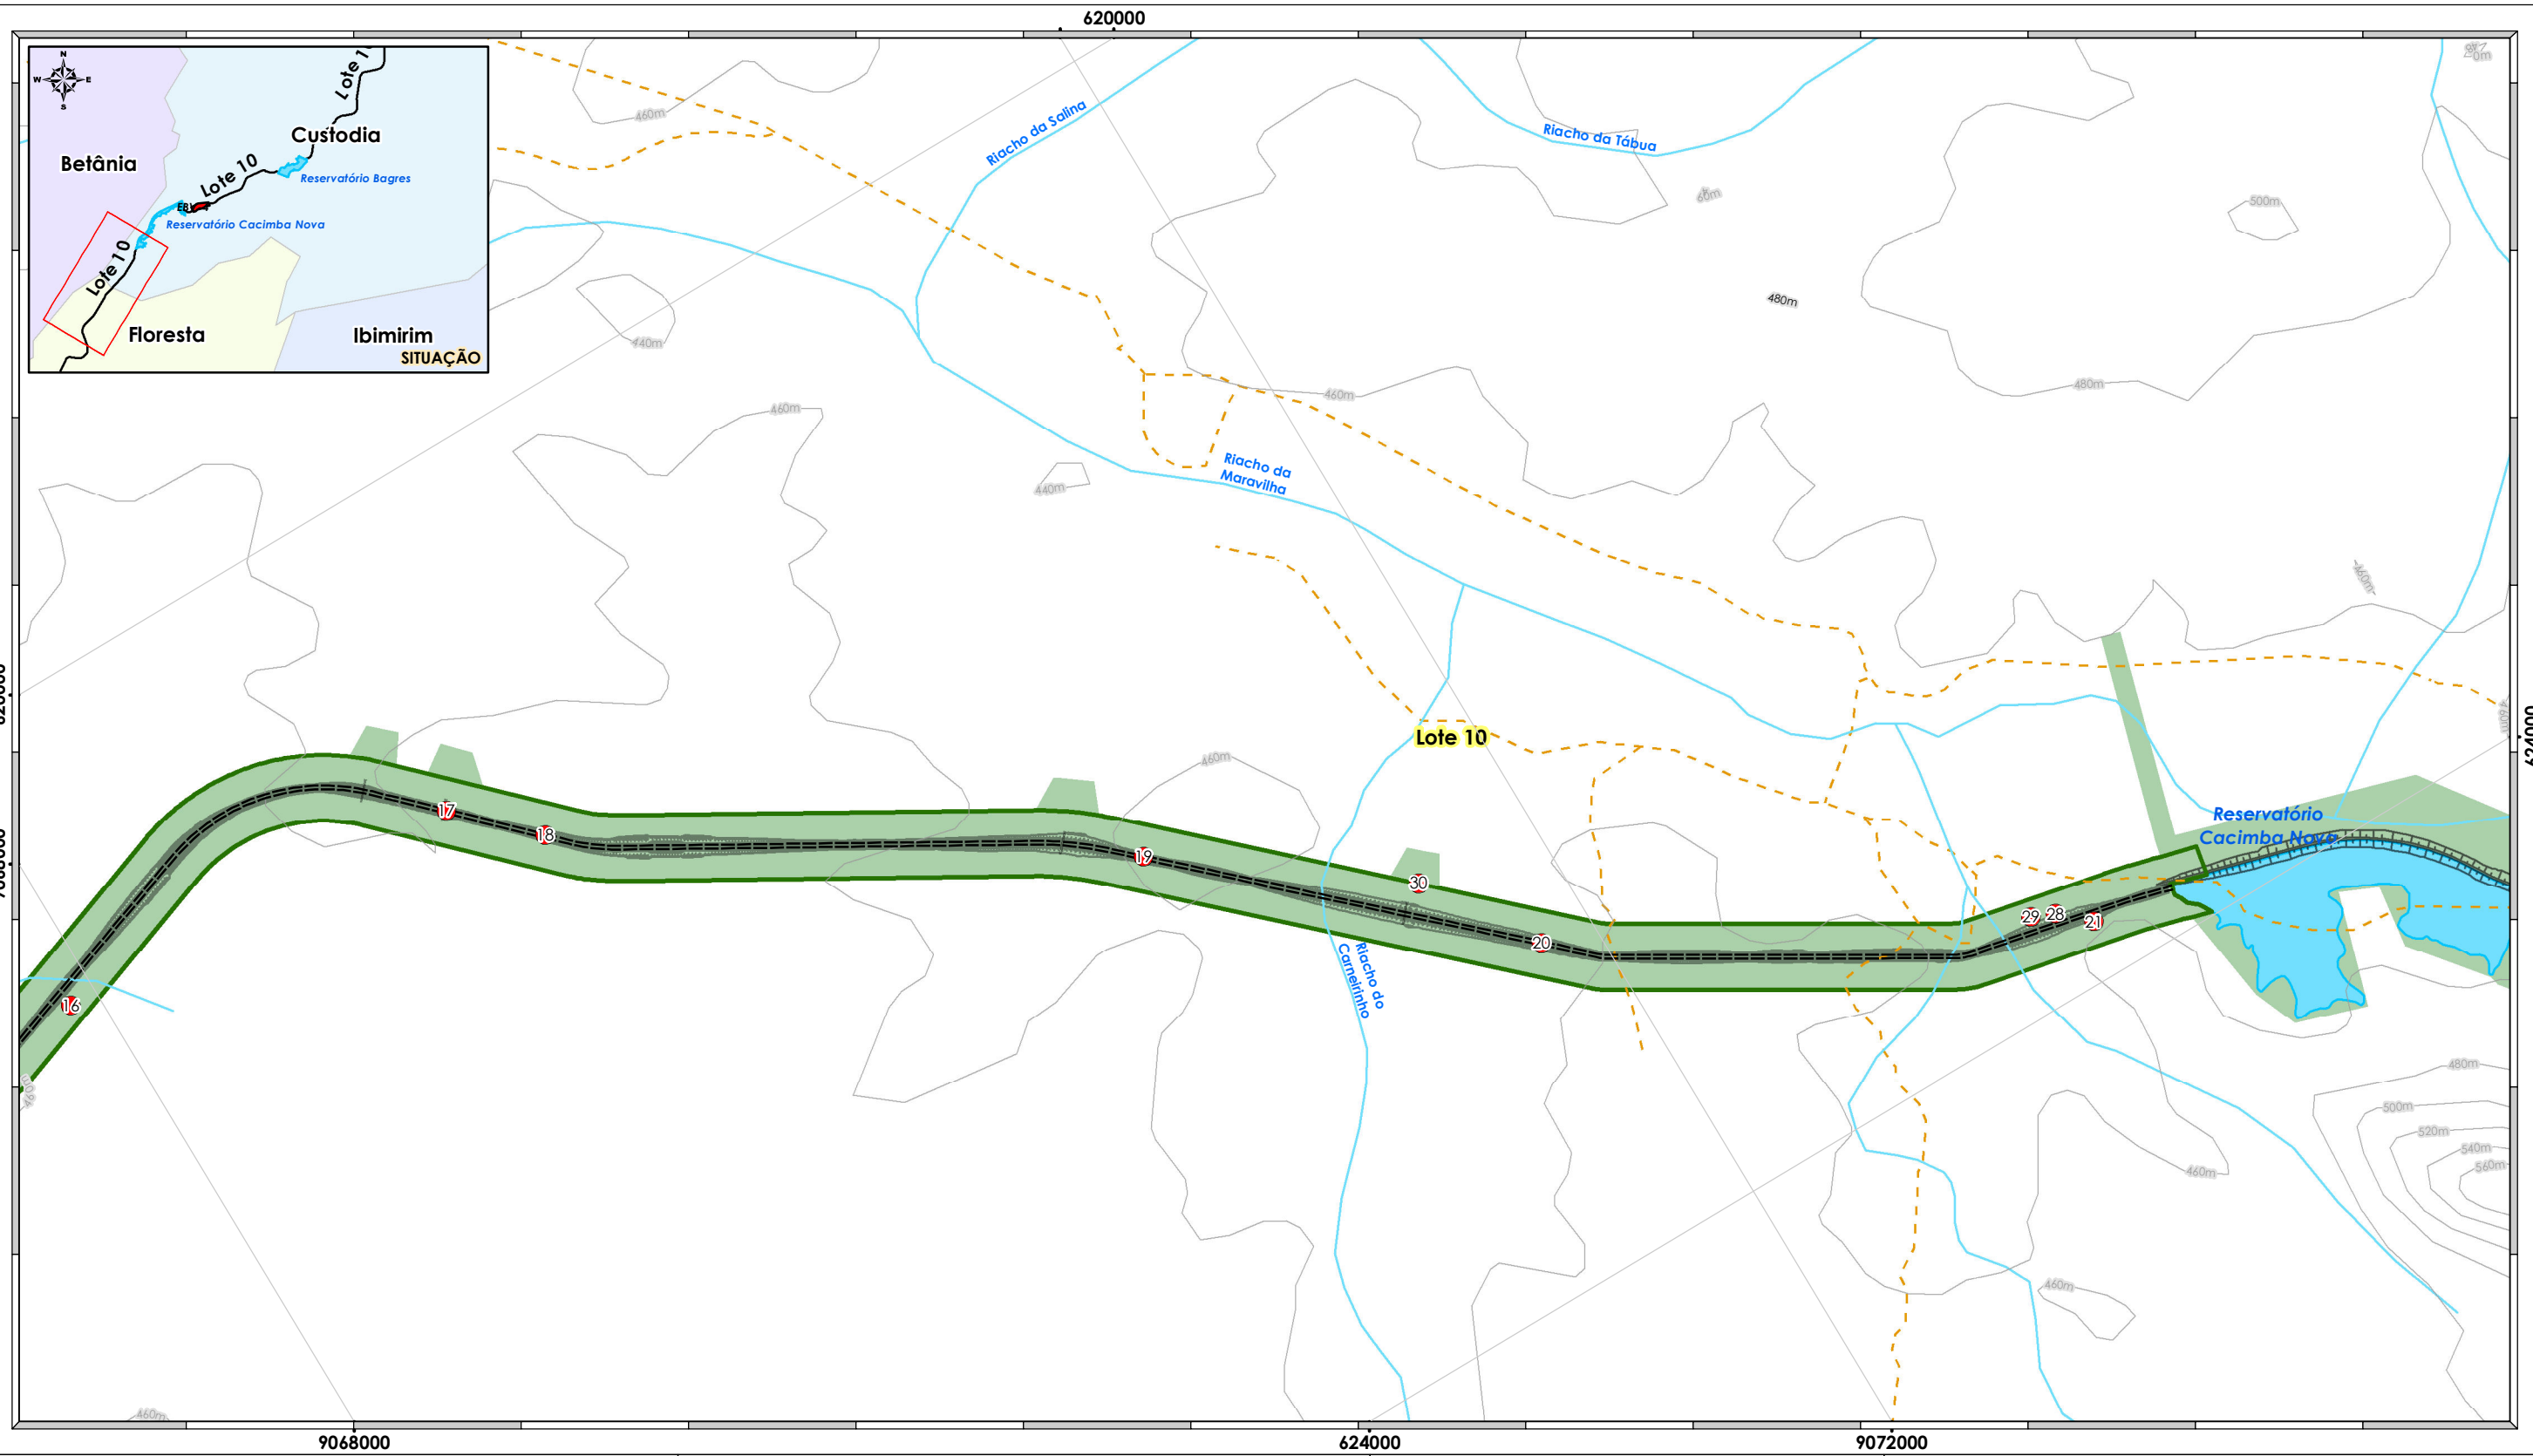 620000
N
W
E
S
Betânia
Custodia
Lote 10
Reservatório Bagres
Reservatório Cacimba Nova
Lote 10
Floresta
Ibimirim
SITUAÇÃO
460m
Riacho da Salina
Riacho da Tábua
500m
480m
440m
460m
460m
480m
440m
Riacho da
Maravilha
460m
Lote 10
460m
460m
624000
Reservatório
Cacimba Nova
17
18
19
30
20
29
28
21
16
Riacho do
Carneirinho
480m
500m
520m
540m
560m
460m
460m
460m
9068000
624000
9072000